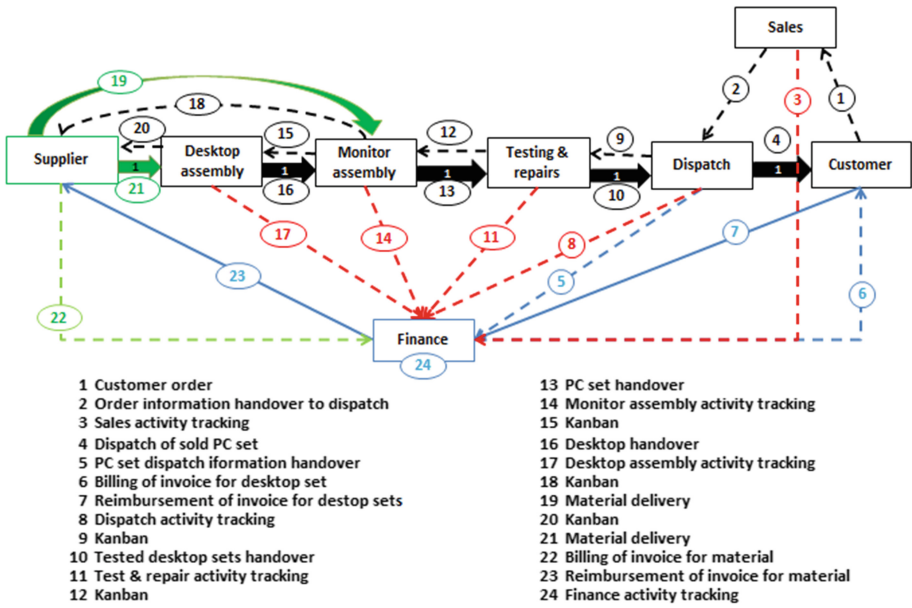 Sales
19
18
2
3
1
20
15
12
9
4
Supplier
1
Desktop
assembly
1
Monitor
assembly
1
Testing &
repairs
1
Dispatch
Customer
21
16
13
10
17
14
11
8
7
23
5
6
22
Finance
24
1 Customer order
2 Order information handover to dispatch
3 Sales activity tracking
4 Dispatch of sold PC set
5 PC set dispatch iformation handover
6 Billing of invoice for desktop set
7 Reimbursement of invoice for destop sets
8 Dispatch activity tracking
9 Kanban
10 Tested desktop sets handover
11 Test & repair activity tracking
12 Kanban
13 PC set handover
14 Monitor assembly activity tracking
15 Kanban
16 Desktop handover
17 Desktop assembly activity tracking
18 Kanban
19 Material delivery
20 Kanban
21 Material delivery
22 Billing of invoice for material
23 Reimbursement of invoice for material
24 Finance activity tracking